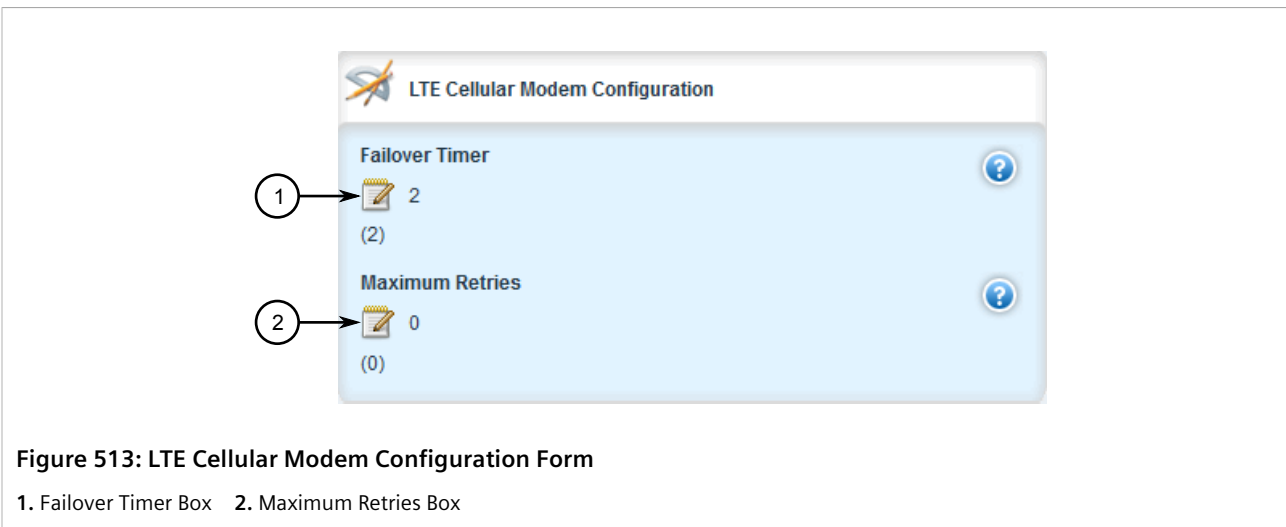 LTE Cellular Modem Configuration
Failover Timer
?
1
2
(2)
Maximum Retries
?
2
0
(0)
Figure 513: LTE Cellular Modem Configuration Form
1. Failover Timer Box 2. Maximum Retries Box